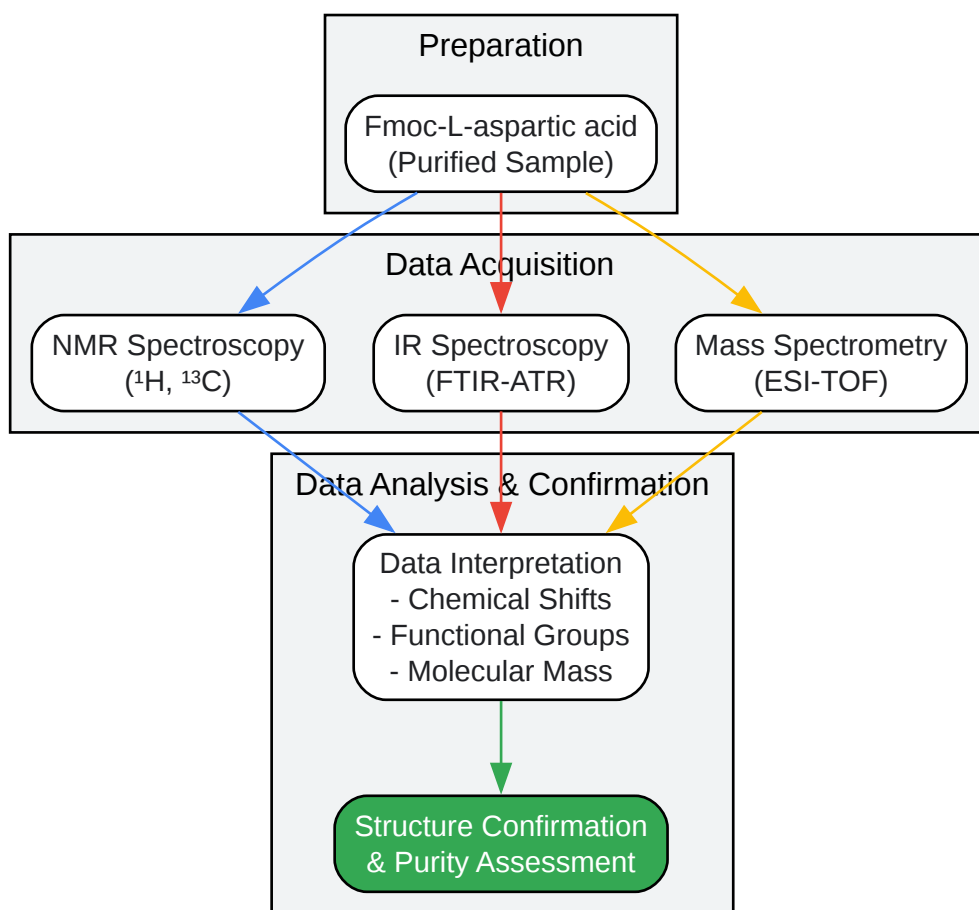 Preparation
Fmoc-L-aspartic acid
(Purified Sample)
Data Acquisition
NMR Spectroscopy
(¹H, ¹³C)
IR Spectroscopy
(FTIR-ATR)
Mass Spectrometry
(ESI-TOF)
Data Analysis & Confirmation
Data Interpretation
- Chemical Shifts
- Functional Groups
- Molecular Mass
Structure Confirmation
& Purity Assessment